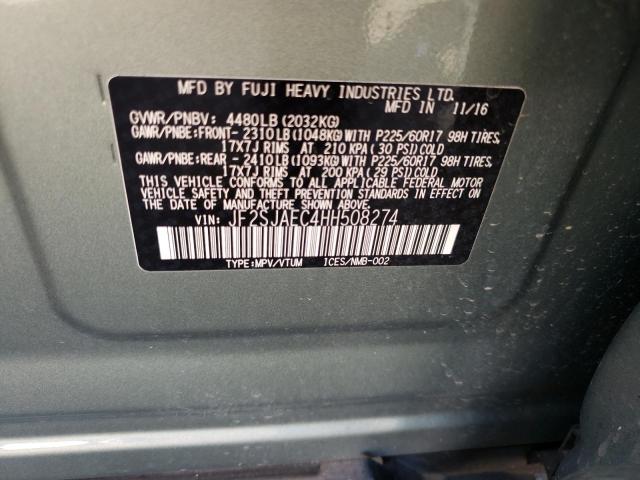 MFD BY FUJI HEAVY INDUSTRIES LTD.
MFD IN 11/16
GVWR/PNBV: 4480LB (2032KG)
GAWR/PNBE:FRONT- 2310LB (1048KG) WITH P225/60R17 98H TIRES,
17X7J RIMS AT 210 KPA ( 30 PSI) COLD
GAWR/PNBE:REAR - 2410LB (1093KG) WITH P225/60R17 98H TIRES,
17X7J RIMS AT 200 KPA ( 29 PSI) COLD
THIS VEHICLE CONFORMS TO ALL APPLICABLE FEDERAL MOTOR
VEHICLE SAFETY AND THEFT PREVENTION STANDARDS IN EFFECT
ON THE DATE OF MANUFACTURE SHOWN ABOVE.
VIN: JF2SJAEC4HH508274
TYPE:MPV/VTUM ICES/NMB-002